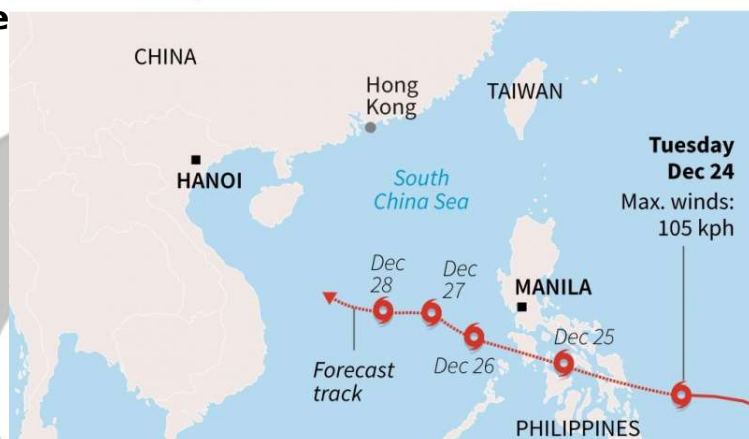 e
CHINA
Hong
Kong
TAIWAN
HANOI
Tuesday
Dec 24
Max. winds:
105 kph
South
China Sea
Dec
28
Dec
27
MANILA
Forecast
track
Dec 26
Dec 25
PHILIPPINES